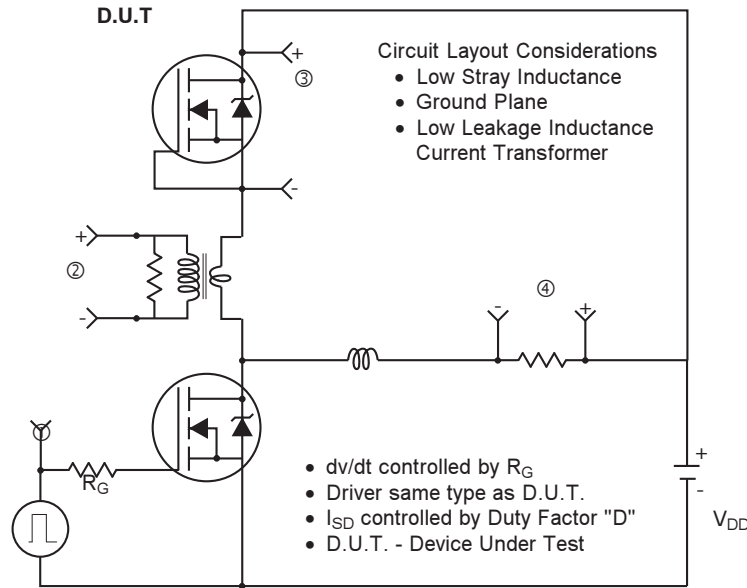 D.U.T
+
③
-
Circuit Layout Considerations
• Low Stray Inductance
• Ground Plane
• Low Leakage Inductance
Current Transformer
+
②
-
-
④
+
①
R_G
• dv/dt controlled by R_G
• Driver same type as D.U.T.
• I_SD controlled by Duty Factor "D"
• D.U.T. - Device Under Test
+
-
V_DD